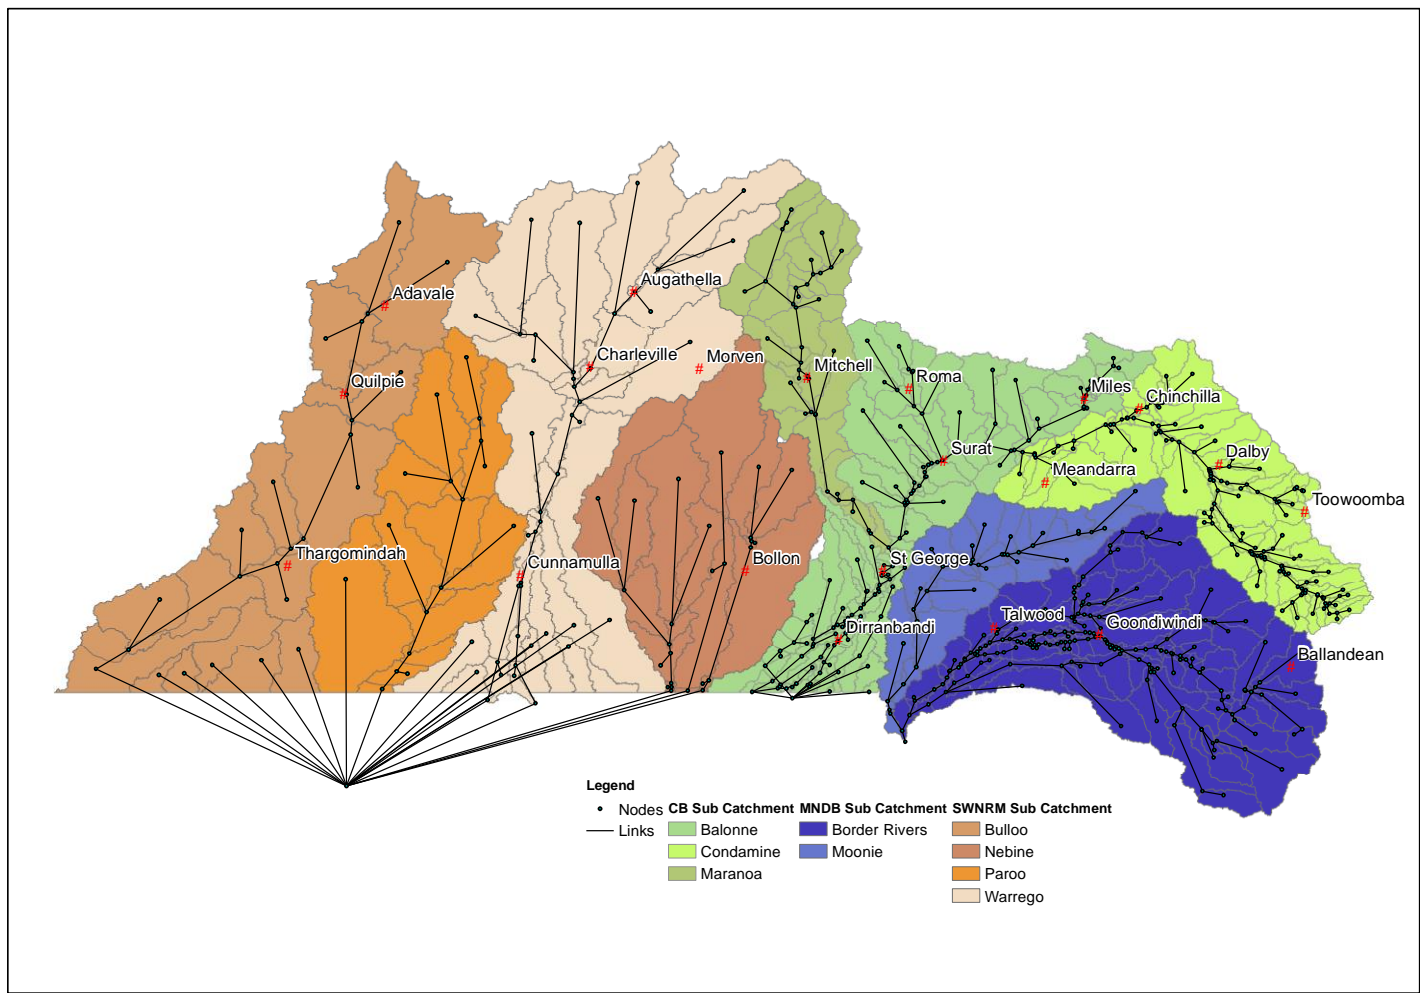 Augathella
Adavale
Charleville
Morven
Mitchell
Quilpie
Roma
Miles
Chinchilla
Surat
Meandarra
Dalby
Toowoomba
Thargomindah
Cunnamulla
Bollon
St George
Dirranbandi
Talwood
Goondiwindi
Ballandean
Legend
Nodes CB Sub Catchment MNDB Sub Catchment SWNRM Sub Catchment
Links Balonne Border Rivers Bulloo
Condamine Moonie Nebine
Maranoa Paroo
Warrego